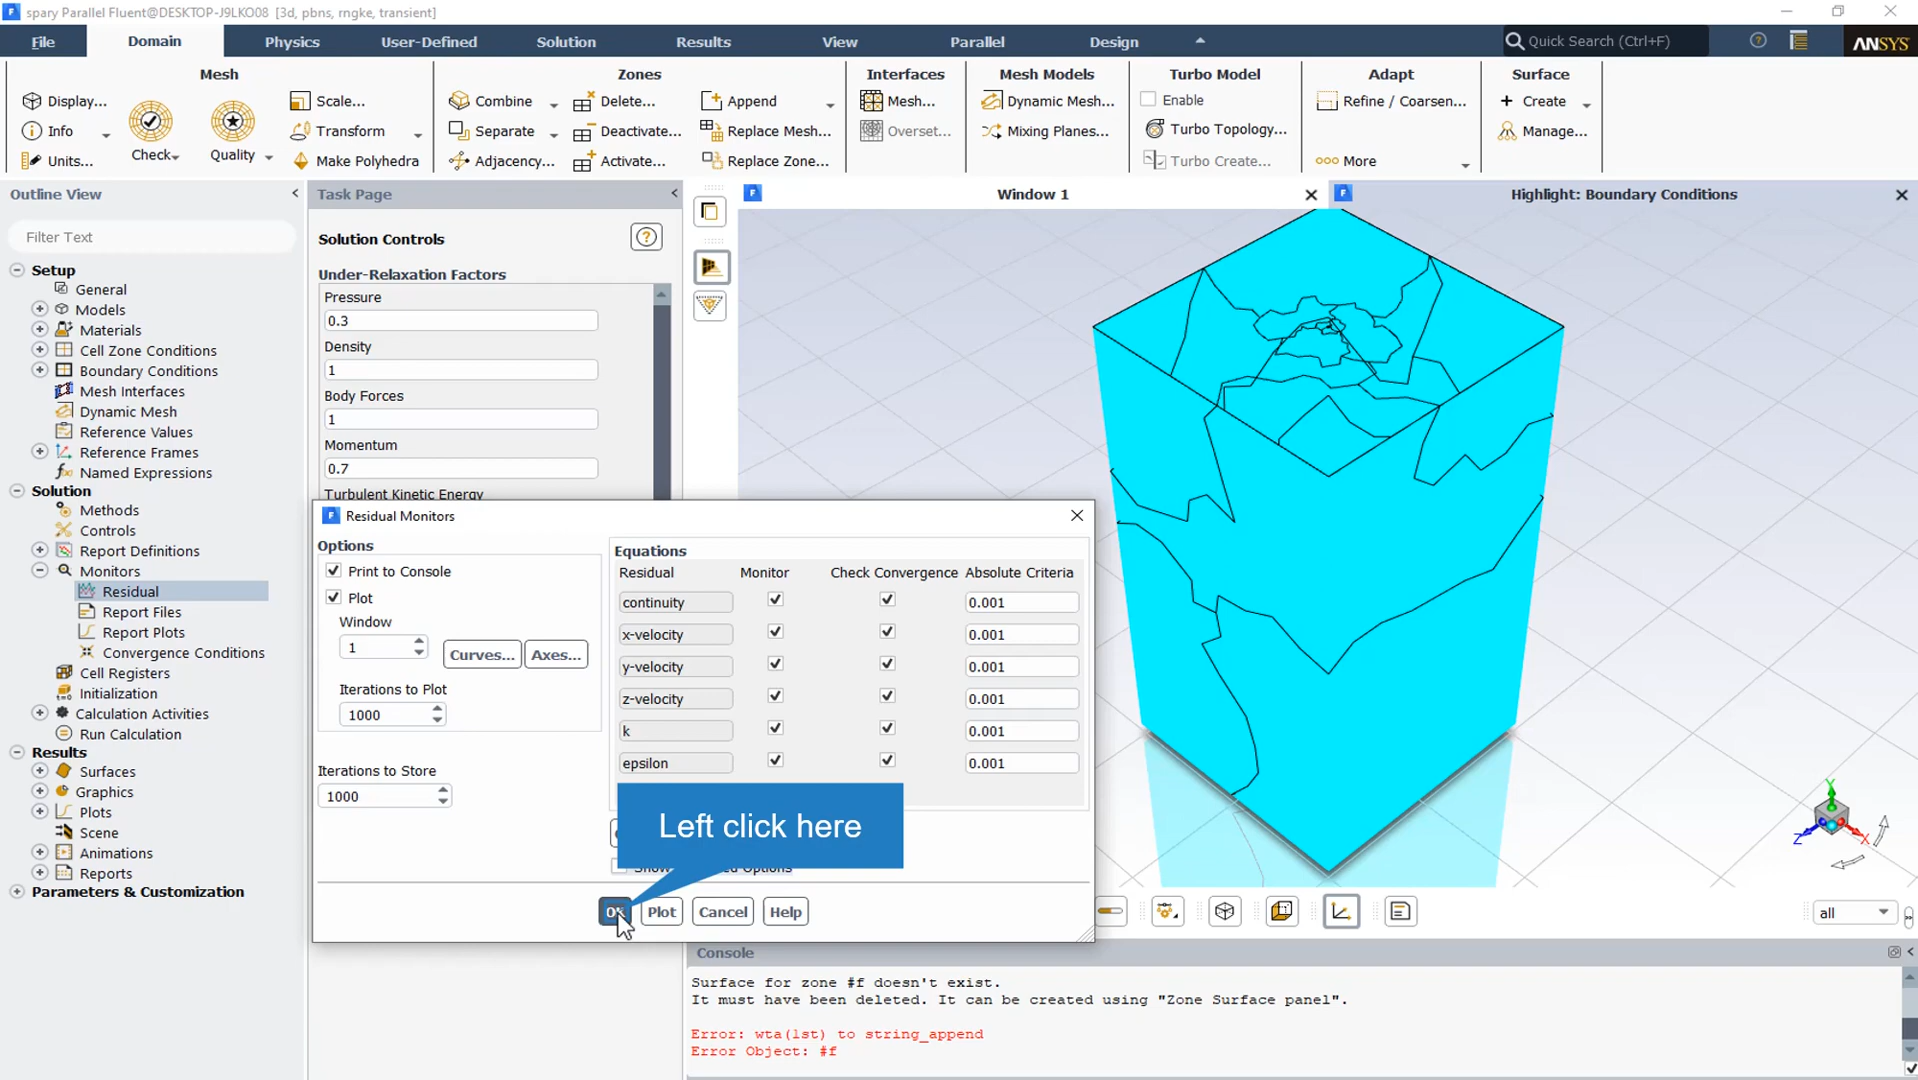 spary Parallel Fluent@DESKTOP-J9LKO08 [3d, pbns, rngke, transient]
File
Domain
Physics
User-Defined
Solution
Results
View
Parallel
Design
Quick Search (Ctrl+F)
ANSYS
Mesh
Zones
Interfaces
Mesh Models
Turbo Model
Adapt
Surface
Display...
Info
Units...
Check
Quality
Scale...
Transform
Make Polyhedra
Combine
Separate
Adjacency...
Delete...
Deactivate...
Activate...
Append
Replace Mesh...
Replace Zone...
Mesh...
Overset...
Dynamic Mesh...
Mixing Planes...
Enable
Turbo Topology...
Turbo Create...
Refine / Coarsen...
More
Create
Manage...
Outline View
Filter Text
Setup
General
Models
Materials
Cell Zone Conditions
Boundary Conditions
Mesh Interfaces
Dynamic Mesh
Reference Values
Reference Frames
Named Expressions
Solution
Methods
Controls
Report Definitions
Monitors
Residual
Report Files
Report Plots
Convergence Conditions
Cell Registers
Initialization
Calculation Activities
Run Calculation
Results
Surfaces
Graphics
Plots
Scene
Animations
Reports
Parameters & Customization
Task Page
Solution Controls
Under-Relaxation Factors
Pressure
0.3
Density
1
Body Forces
1
Momentum
0.7
Turbulent Kinetic Energy
Window 1
Highlight: Boundary Conditions
Residual Monitors
Options
Print to Console
Plot
Window
1
Curves...
Axes...
Iterations to Plot
1000
Iterations to Store
1000
Equations
Residual Monitor Check Convergence Absolute Criteria
continuity 0.001
x-velocity 0.001
y-velocity 0.001
z-velocity 0.001
k 0.001
epsilon 0.001
Left click here
OK
Plot
Cancel
Help
Y
Z
X
all
Console
Surface for zone #f doesn't exist.
It must have been deleted. It can be created using "Zone Surface panel".
Error: wta(1st) to string_append
Error Object: #f